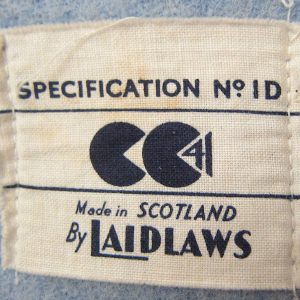 SPECIFICATION Nº 1D
CC41
Made in SCOTLAND
By LAIDLAWS